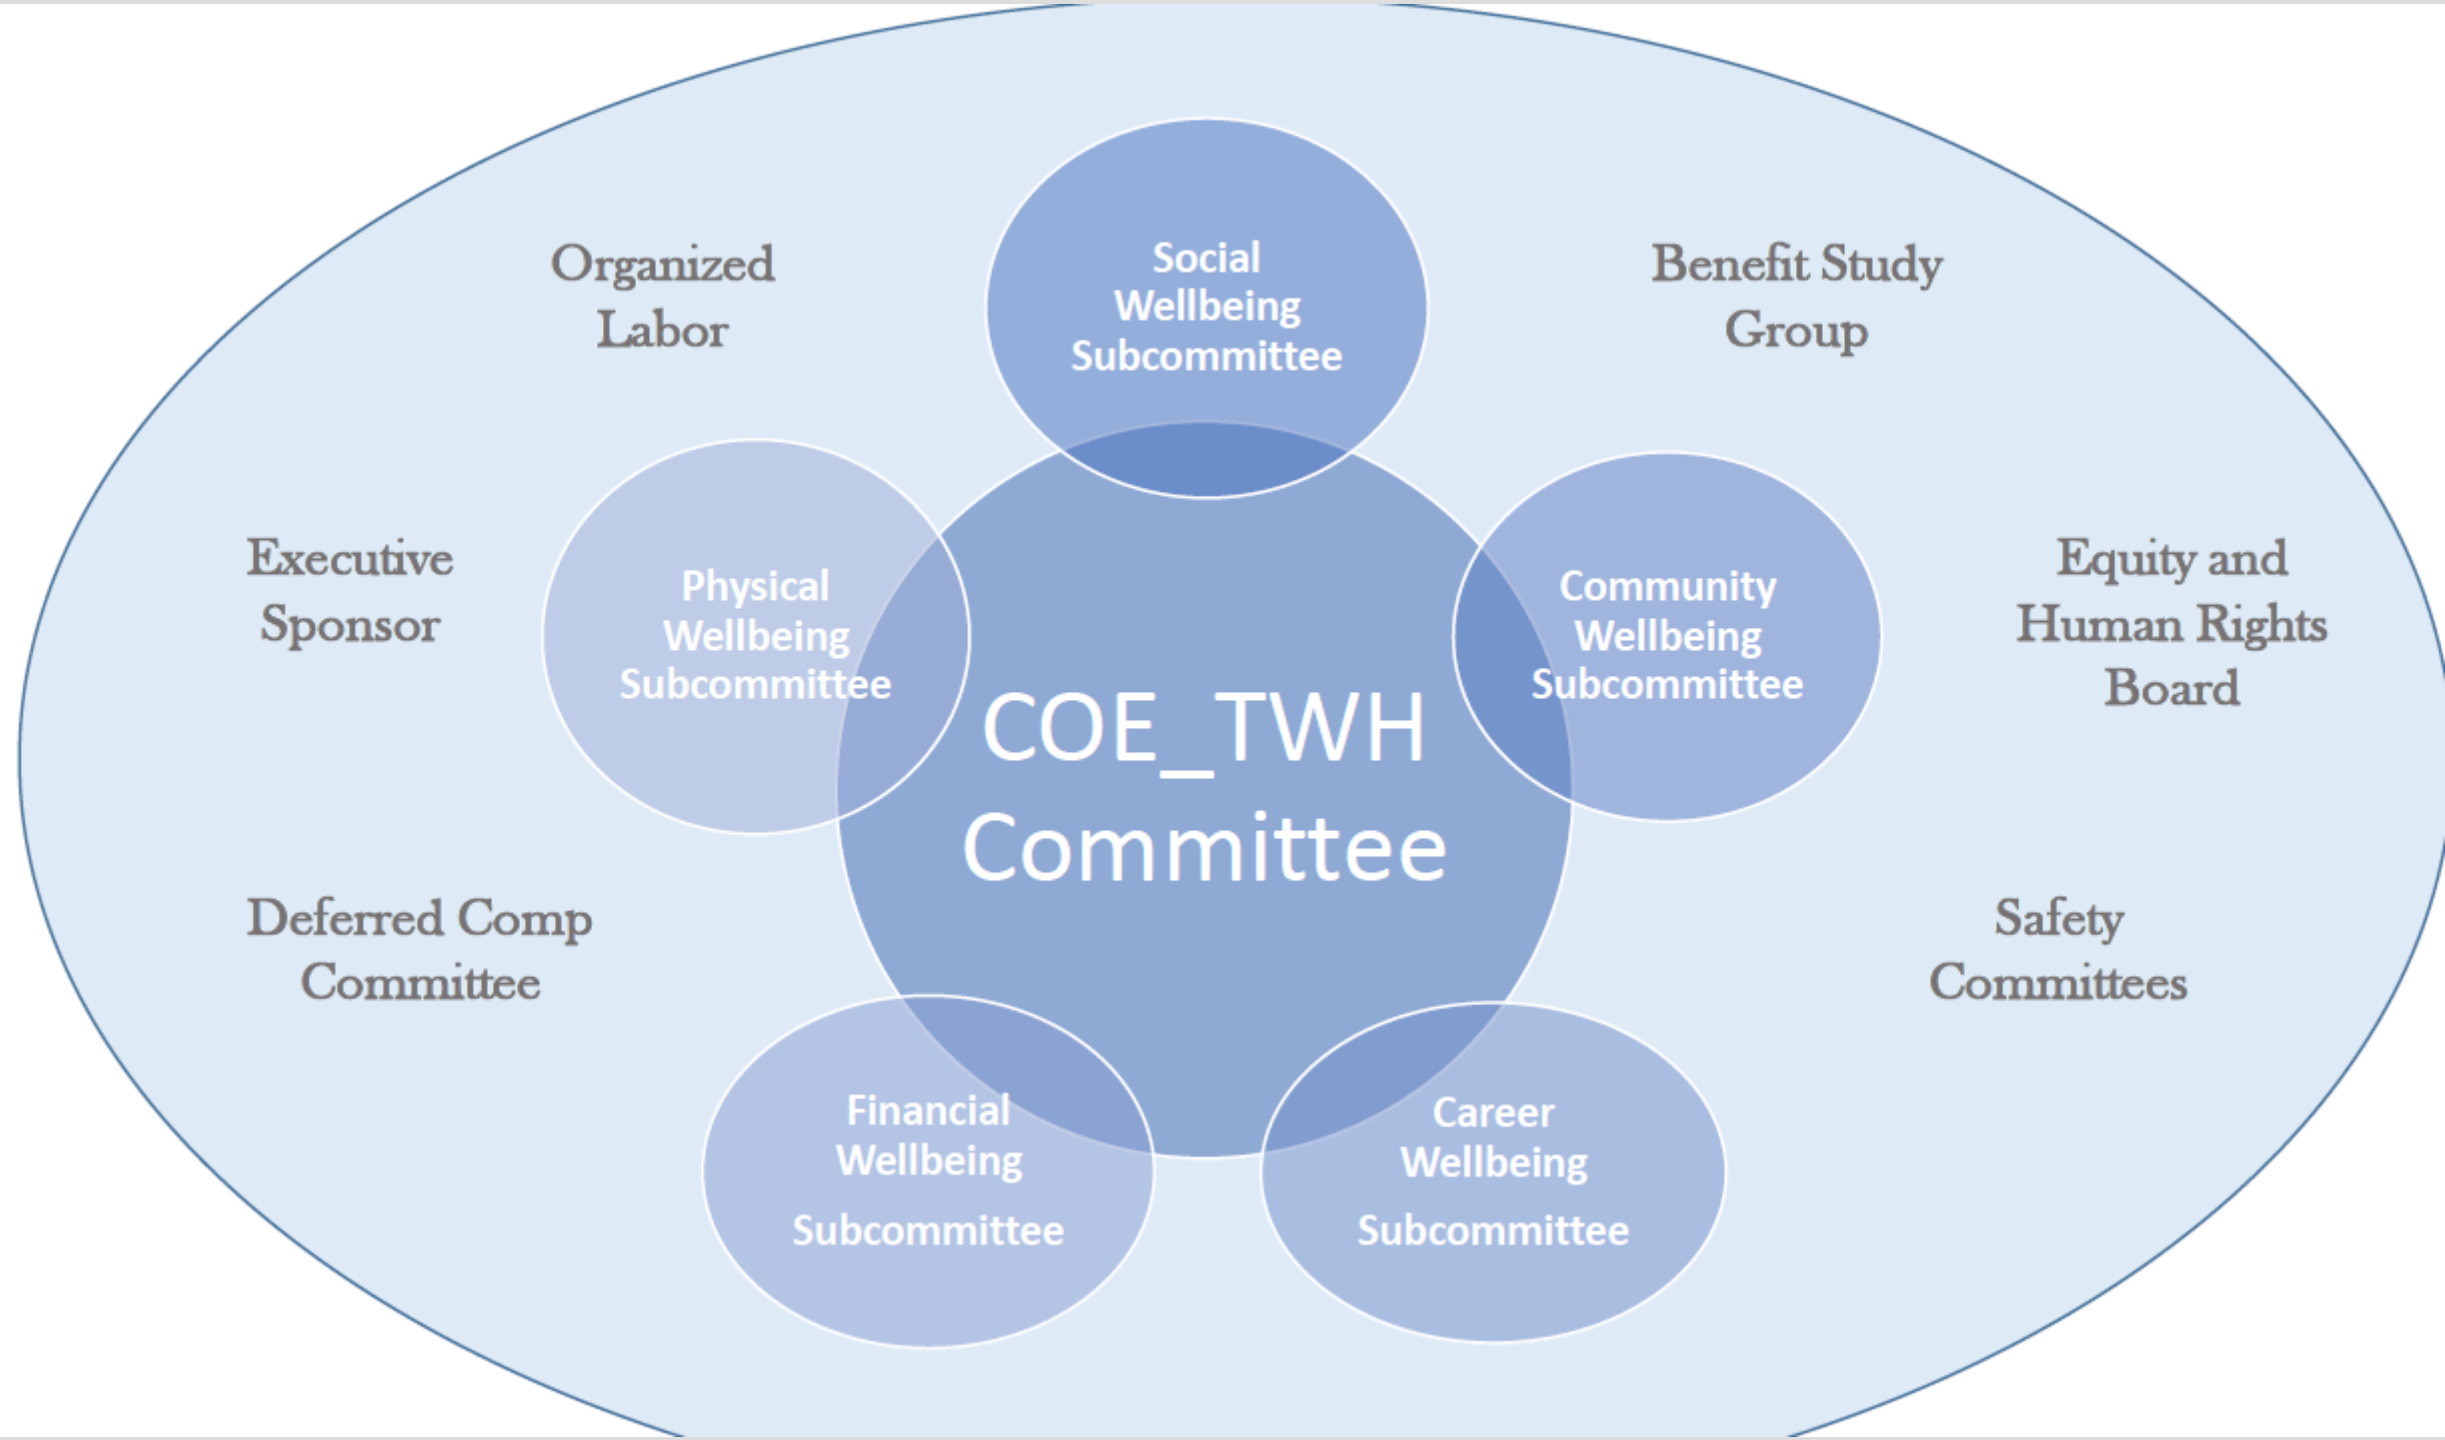 Organized
Labor
Social
Wellbeing
Subcommittee
Benefit Study
Group
Executive
Sponsor
Physical
Wellbeing
Subcommittee
Community
Wellbeing
Subcommittee
Equity and
Human Rights
Board
COE_TWH
Committee
Deferred Comp
Committee
Safety
Committees
Financial
Wellbeing
Subcommittee
Career
Wellbeing
Subcommittee